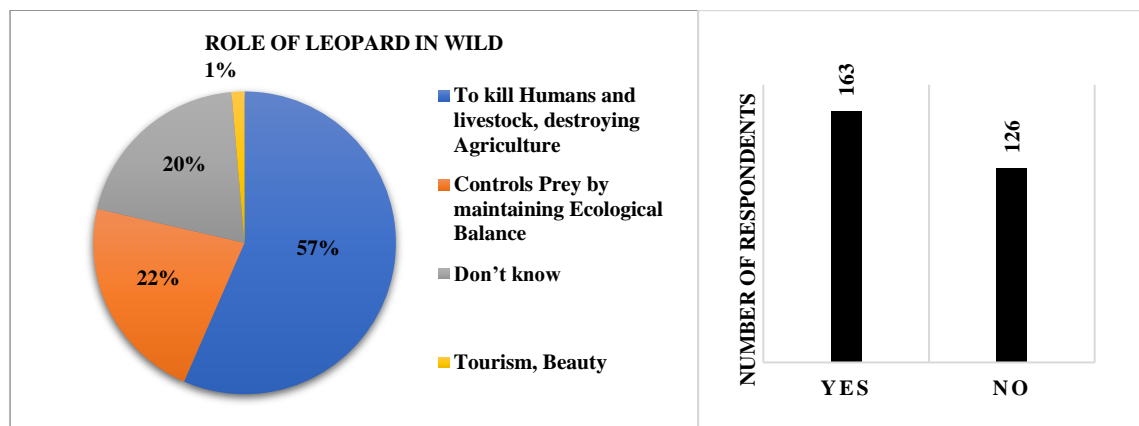 ROLE OF LEOPARD IN WILD
1%
20%
57%
22%
To kill Humans and
livestock, destroying
Agriculture
Controls Prey by
maintaining Ecological
Balance
Don’t know
Tourism, Beauty
NUMBER OF RESPONDENTS
163
126
YES
NO